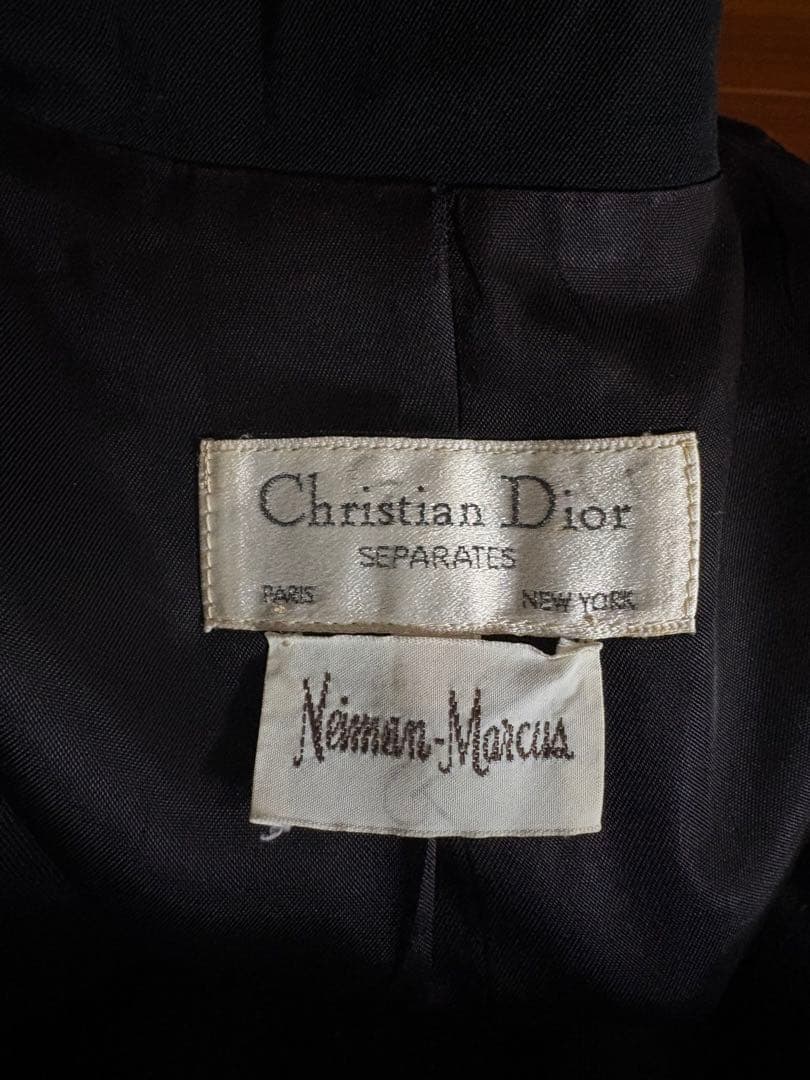 Christian Dior
SEPARATES
PARIS NEW YORK
Neiman-Marcus